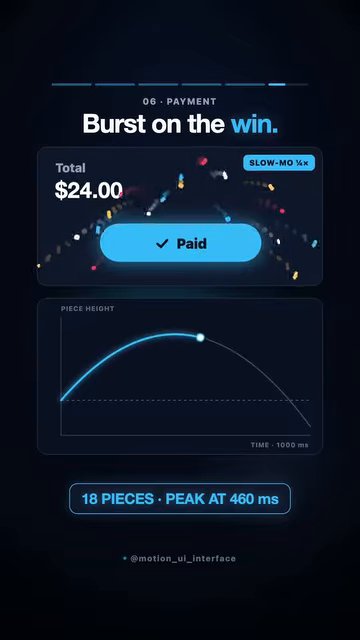 06 · PAYMENT
Burst on the win.
SLOW-MO ¼×
Total
$24.00
✓ Paid
PIECE HEIGHT
TIME · 1000 ms
18 PIECES · PEAK AT 460 ms
@motion_ui_interface